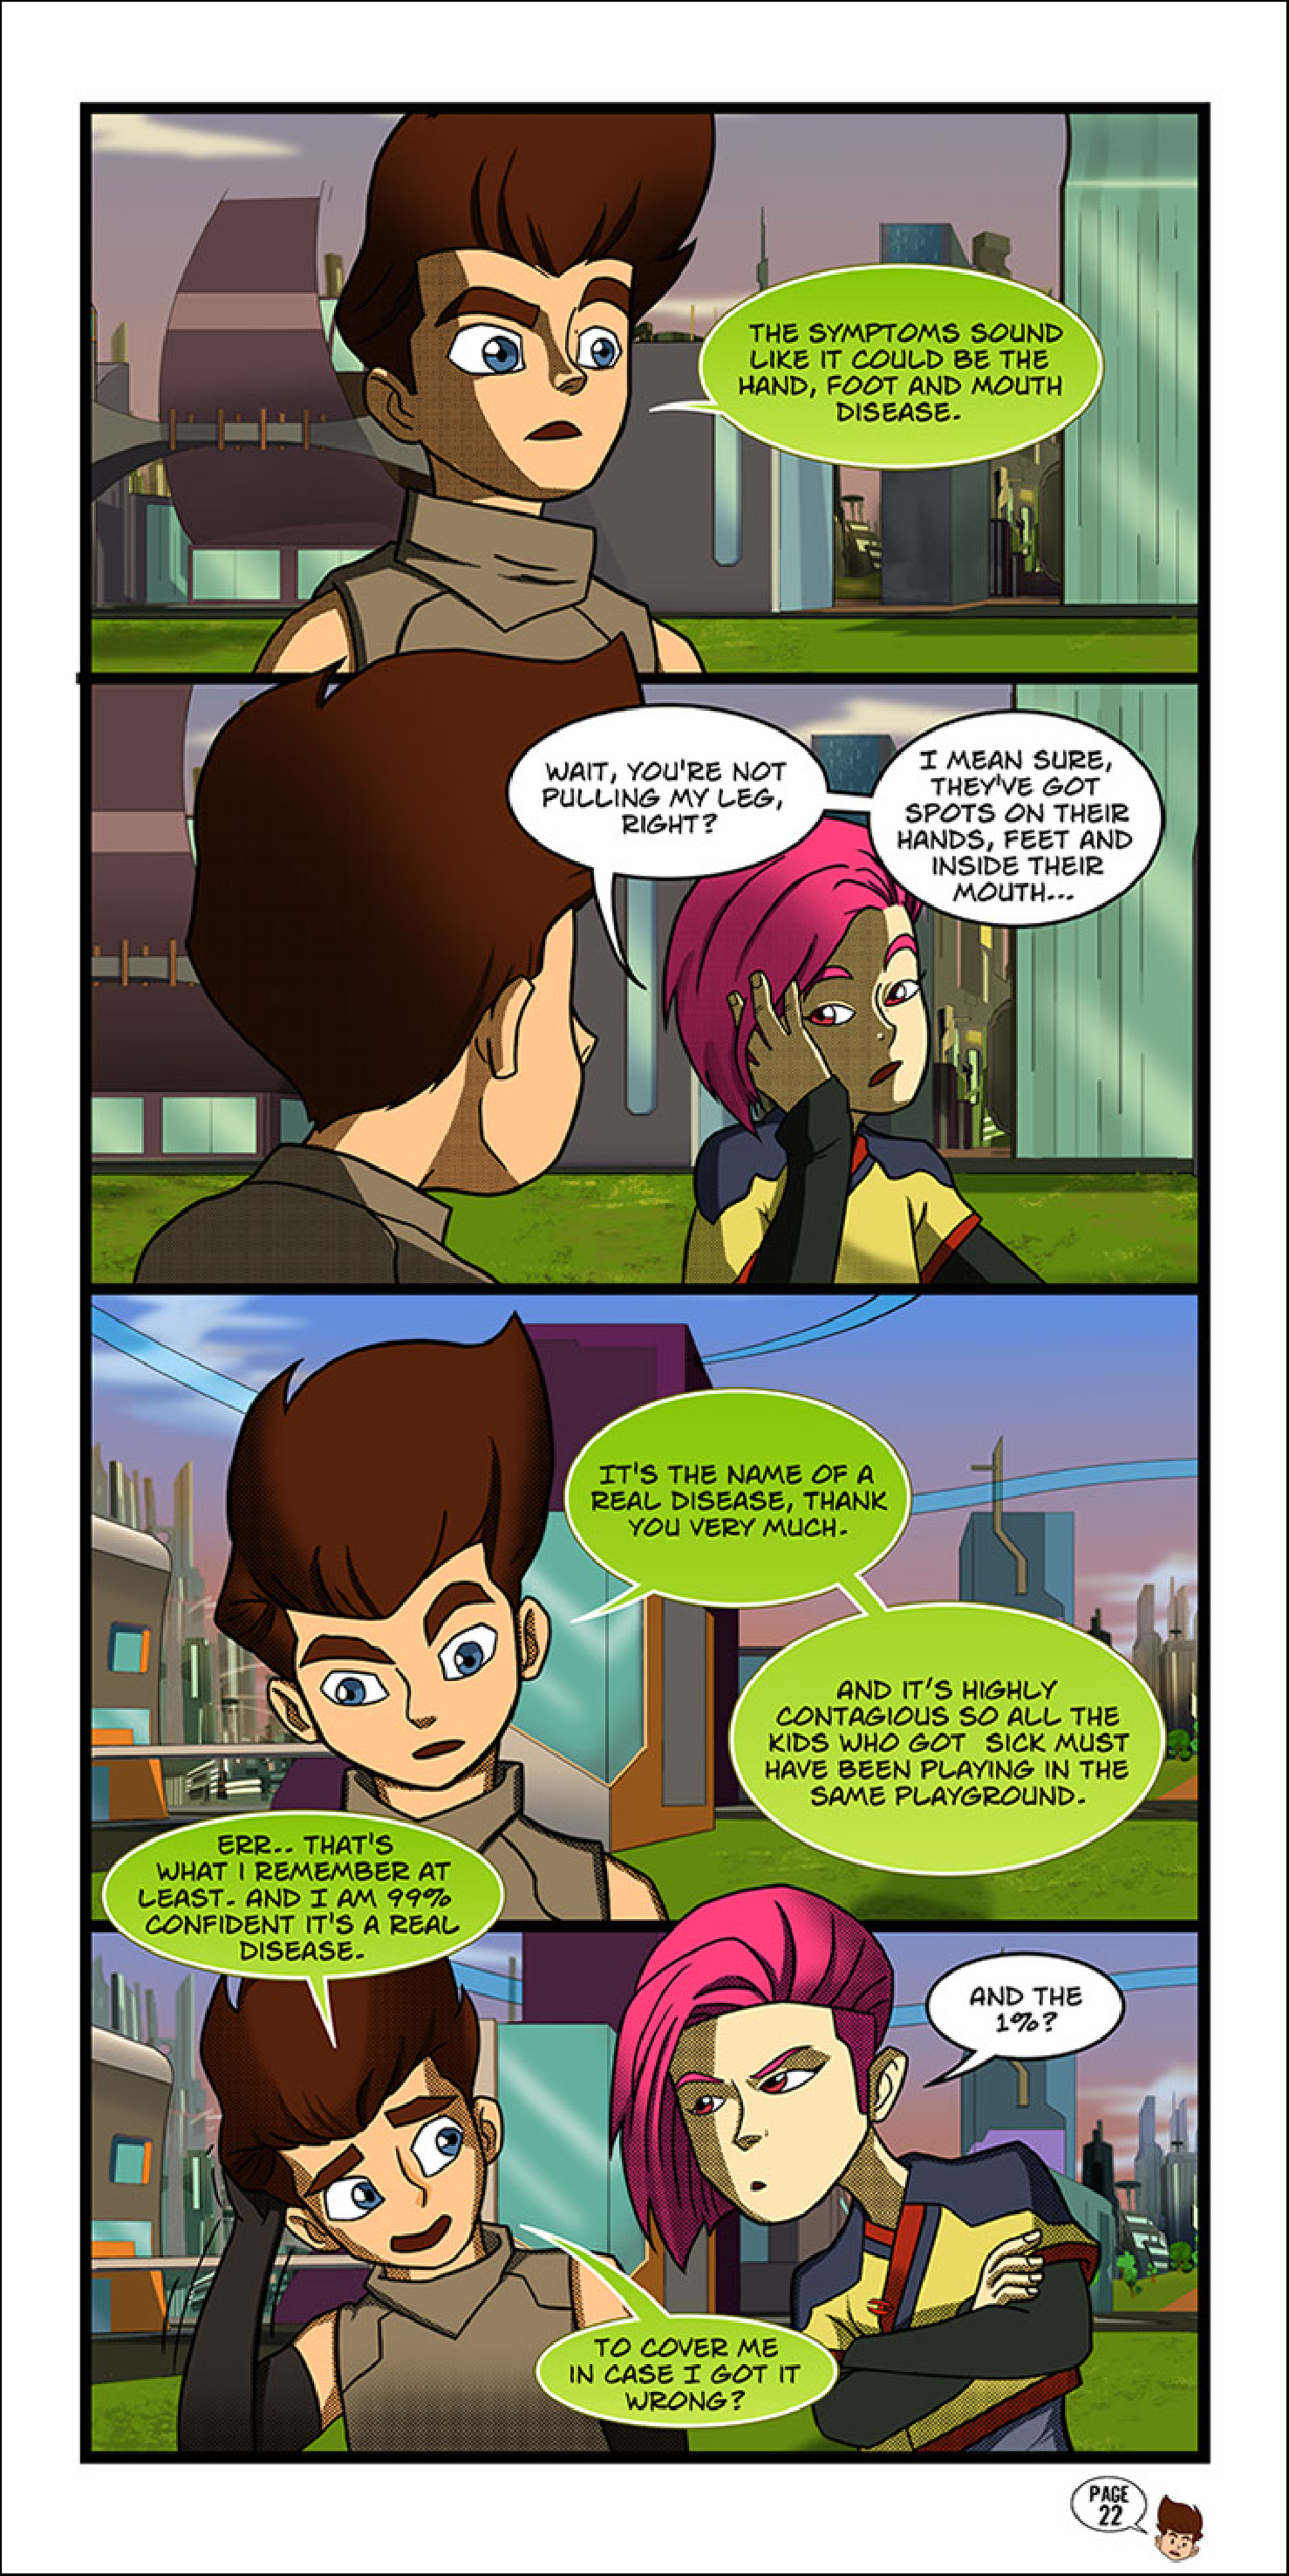 THE SYMPTOMS SOUND
LIKE IT COULD BE THE
HAND, FOOT AND MOUTH
DISEASE.
WAIT, YOU'RE NOT
PULLING MY LEG,
RIGHT?
I MEAN SURE,
THEY'VE GOT
SPOTS ON THEIR
HANDS, FEET AND
INSIDE THEIR
MOUTH...
IT'S THE NAME OF A
REAL DISEASE, THANK
YOU VERY MUCH.
AND IT'S HIGHLY
CONTAGIOUS SO ALL THE
KIDS WHO GOT SICK MUST
HAVE BEEN PLAYING IN THE
SAME PLAYGROUND.
ERR.. THAT'S
WHAT I REMEMBER AT
LEAST. AND I AM 99%
CONFIDENT IT'S A REAL
DISEASE.
AND THE
1%?
TO COVER ME
IN CASE I GOT IT
WRONG?
PAGE
22